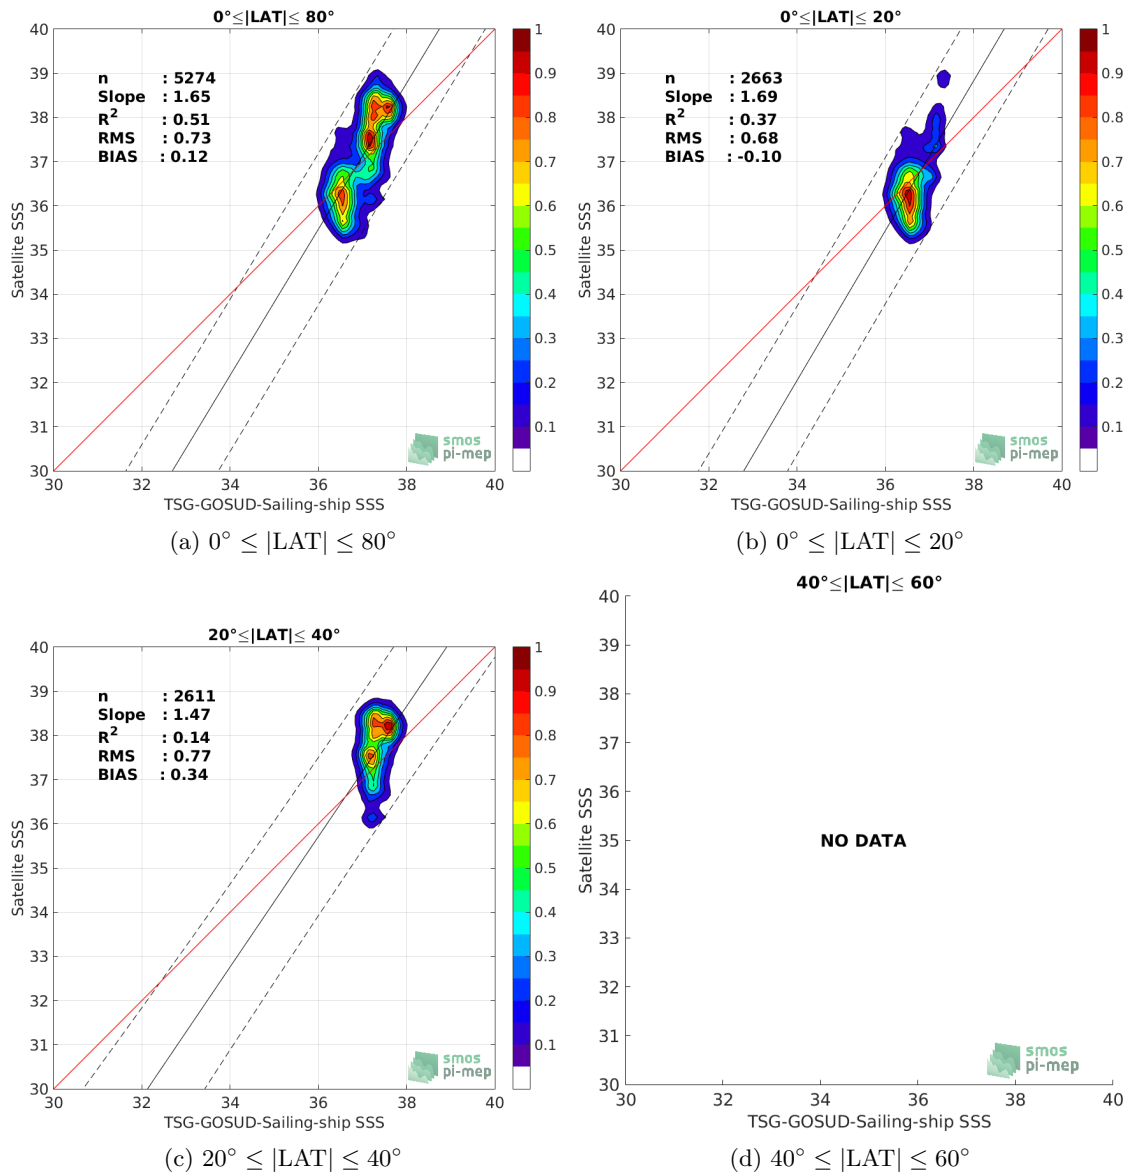 0°≤|LAT|≤ 80°
n : 5274
Slope : 1.65
R² : 0.51
RMS : 0.73
BIAS : 0.12
40
39
38
37
36
35
34
33
32
31
30
Satellite SSS
30 32 34 36 38 40
TSG-GOSUD-Sailing-ship SSS
1
0.9
0.8
0.7
0.6
0.5
0.4
0.3
0.2
0.1
smos
pi-mep
(a) 0° ≤ |LAT| ≤ 80°
0°≤|LAT|≤ 20°
n : 2663
Slope : 1.69
R² : 0.37
RMS : 0.68
BIAS : -0.10
40
39
38
37
36
35
34
33
32
31
30
Satellite SSS
30 32 34 36 38 40
TSG-GOSUD-Sailing-ship SSS
1
0.9
0.8
0.7
0.6
0.5
0.4
0.3
0.2
0.1
smos
pi-mep
(b) 0° ≤ |LAT| ≤ 20°
20°≤|LAT|≤ 40°
n : 2611
Slope : 1.47
R² : 0.14
RMS : 0.77
BIAS : 0.34
40
39
38
37
36
35
34
33
32
31
30
Satellite SSS
30 32 34 36 38 40
TSG-GOSUD-Sailing-ship SSS
1
0.9
0.8
0.7
0.6
0.5
0.4
0.3
0.2
0.1
smos
pi-mep
(c) 20° ≤ |LAT| ≤ 40°
40°≤|LAT|≤ 60°
40
39
38
37
36
35
34
33
32
31
30
Satellite SSS
NO DATA
30 32 34 36 38 40
TSG-GOSUD-Sailing-ship SSS
smos
pi-mep
(d) 40° ≤ |LAT| ≤ 60°